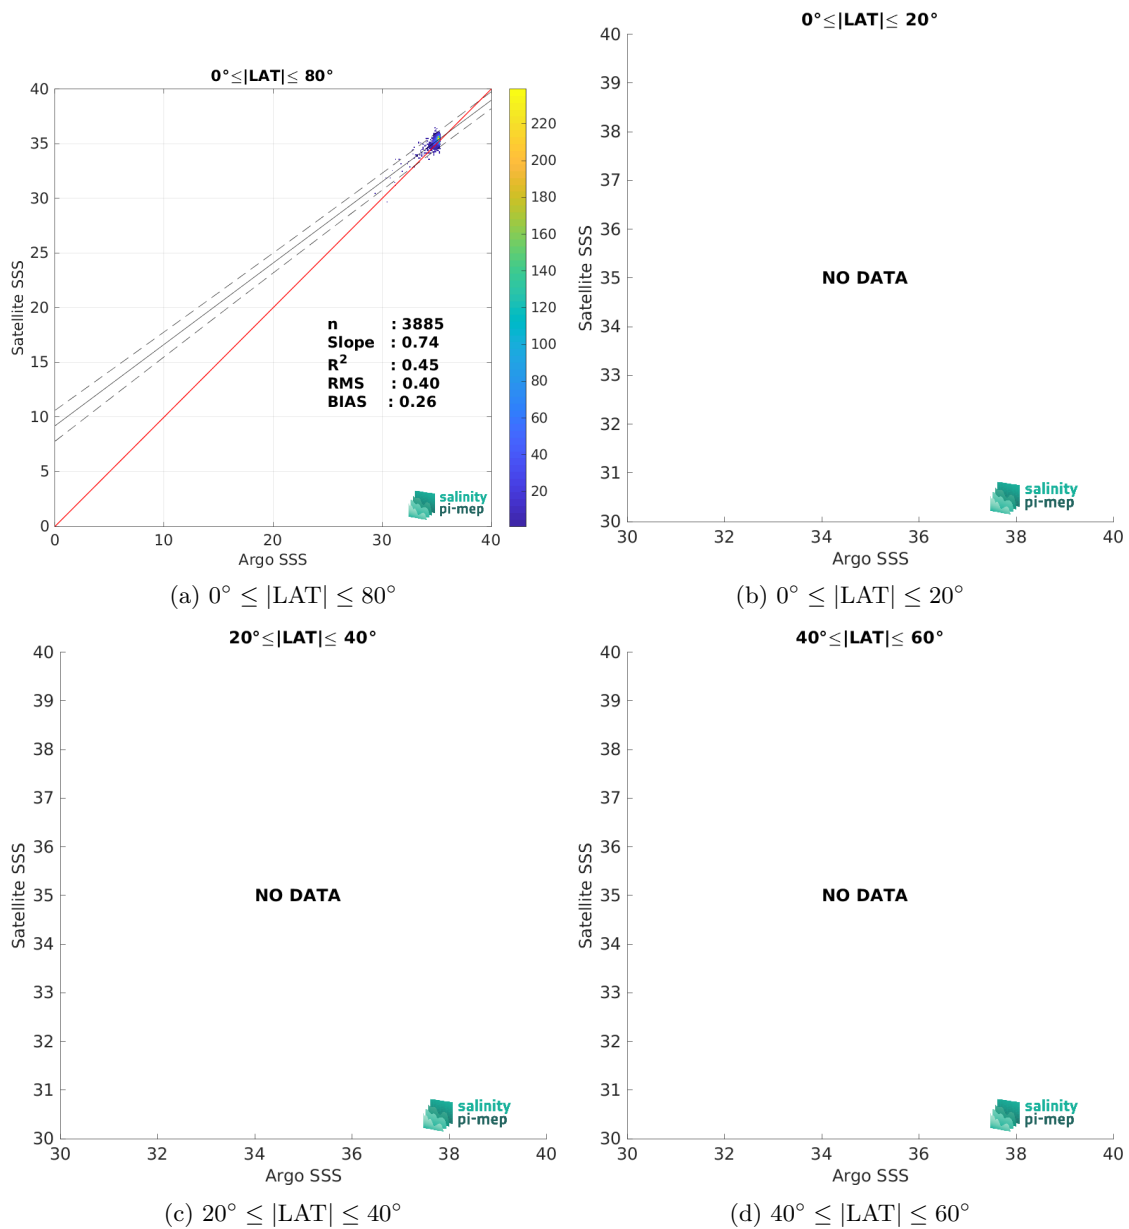 0°≤|LAT|≤ 80°
40
35
30
25
20
15
10
5
0
Satellite SSS
0
10
20
30
40
Argo SSS
n : 3885
Slope : 0.74
R² : 0.45
RMS : 0.40
BIAS : 0.26
220
200
180
160
140
120
100
80
60
40
20
salinity
pi-mep
(a) 0° ≤ |LAT| ≤ 80°
0°≤|LAT|≤ 20°
40
39
38
37
36
35
34
33
32
31
30
Satellite SSS
NO DATA
salinity
pi-mep
30
32
34
36
38
40
Argo SSS
(b) 0° ≤ |LAT| ≤ 20°
20°≤|LAT|≤ 40°
40
39
38
37
36
35
34
33
32
31
30
Satellite SSS
NO DATA
salinity
pi-mep
30
32
34
36
38
40
Argo SSS
(c) 20° ≤ |LAT| ≤ 40°
40°≤|LAT|≤ 60°
40
39
38
37
36
35
34
33
32
31
30
Satellite SSS
NO DATA
salinity
pi-mep
30
32
34
36
38
40
Argo SSS
(d) 40° ≤ |LAT| ≤ 60°